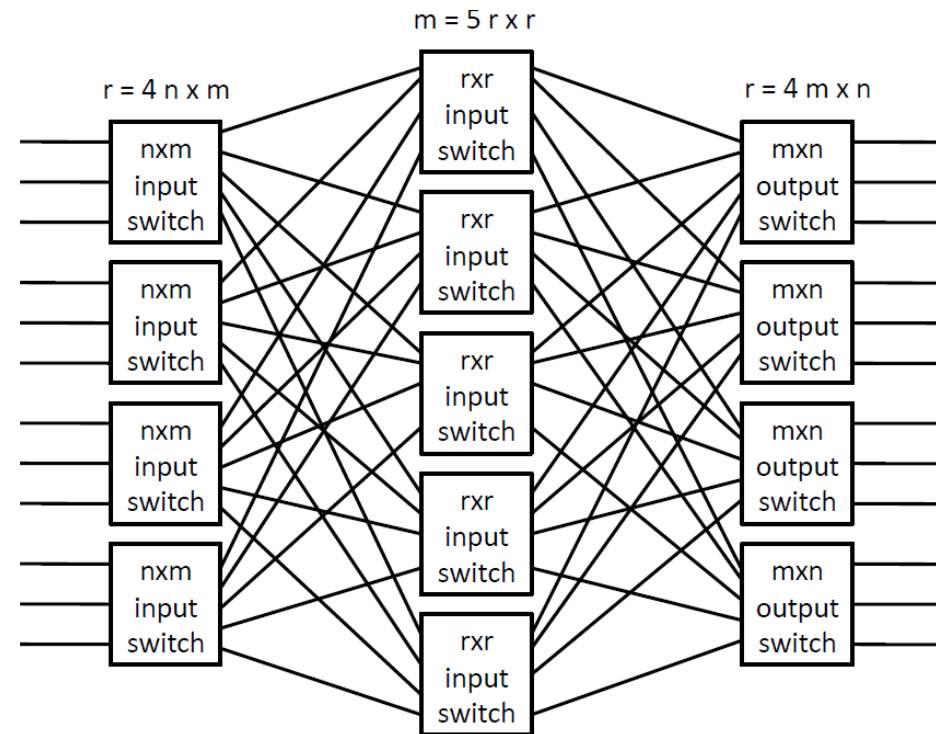 m = 5 r x r
r = 4 n x m
r = 4 m x n
nxm
input
switch
nxm
input
switch
nxm
input
switch
nxm
input
switch
rxr
input
switch
rxr
input
switch
rxr
input
switch
rxr
input
switch
rxr
input
switch
mxn
output
switch
mxn
output
switch
mxn
output
switch
mxn
output
switch